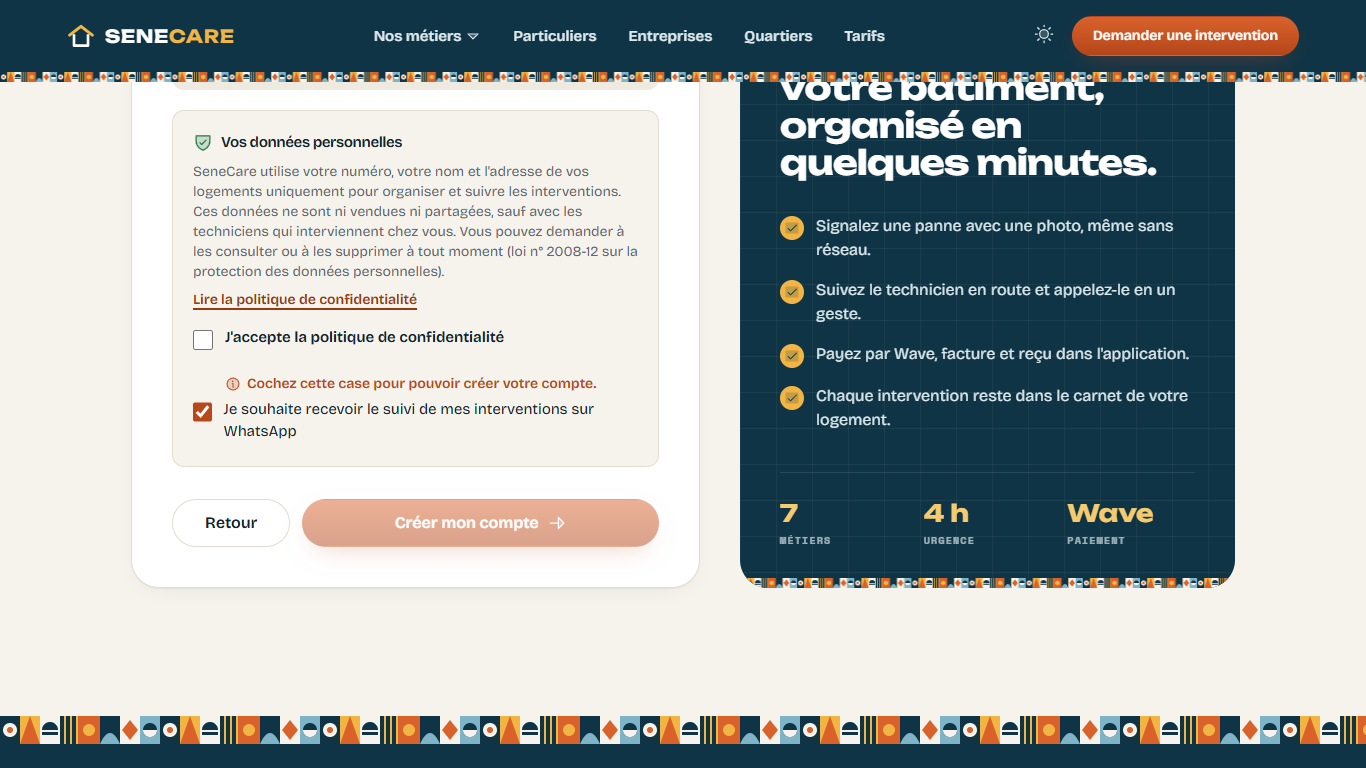 SENECARE
Nos métiers
Particuliers
Entreprises
Quartiers
Tarifs
Demander une intervention
Vos données personnelles
SeneCare utilise votre numéro, votre nom et l'adresse de vos
logements uniquement pour organiser et suivre les interventions.
Ces données ne sont ni vendues ni partagées, sauf avec les
techniciens qui interviennent chez vous. Vous pouvez demander à
les consulter ou à les supprimer à tout moment (loi n° 2008-12 sur la
protection des données personnelles).
Lire la politique de confidentialité
J'accepte la politique de confidentialité
Cochez cette case pour pouvoir créer votre compte.
Je souhaite recevoir le suivi de mes interventions sur
WhatsApp
Retour
Créer mon compte
votre bâtiment,
organisé en
quelques minutes.
Signalez une panne avec une photo, même sans
réseau.
Suivez le technicien en route et appelez-le en un
geste.
Payez par Wave, facture et reçu dans l'application.
Chaque intervention reste dans le carnet de votre
logement.
7
MÉTIERS
4 h
URGENCE
Wave
PAIEMENT